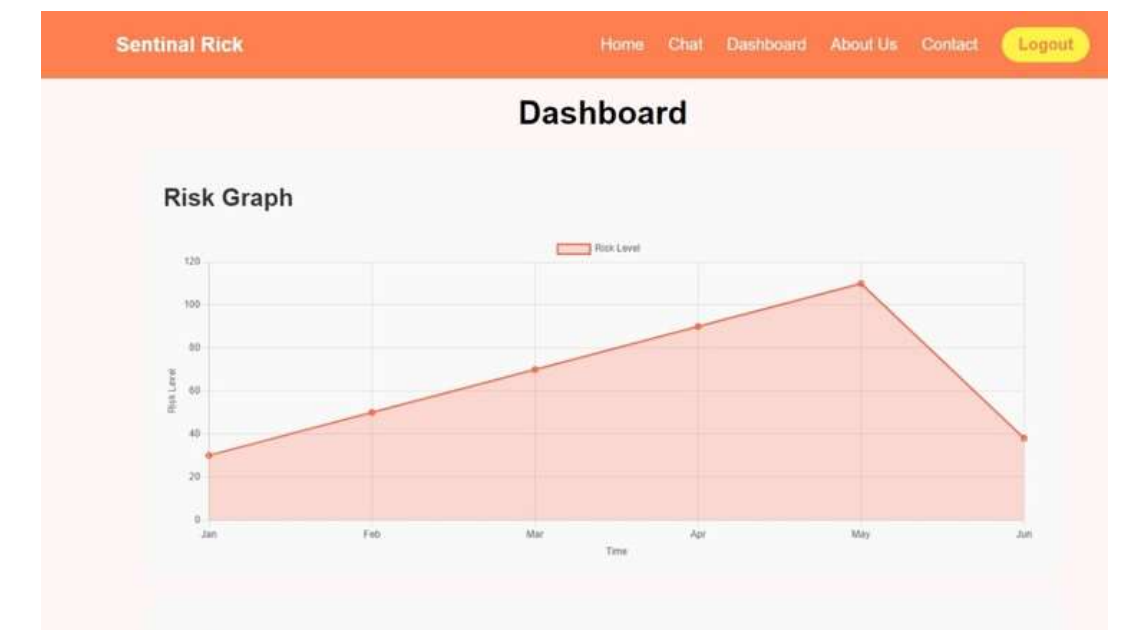 Sentinal Rick
Home Chat Dashboard About Us Contact Logout
Dashboard
Risk Graph
Risk Level
120
100
80
60
40
20
0
Risk Level
Jan Feb Mar Apr May Jun
Time